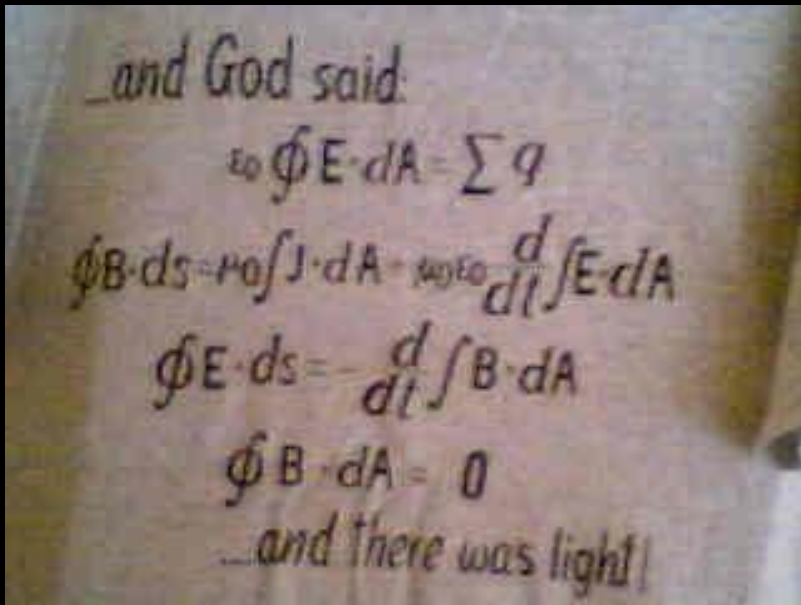 ...and God said:
ε0 ∮E·dA = ∑ q
∮B·ds = μ0∫J·dA - μ0ε0 d/dt ∫E·dA
∮E·ds = - d/dt ∫B·dA
∮B·dA = 0
....and there was light!